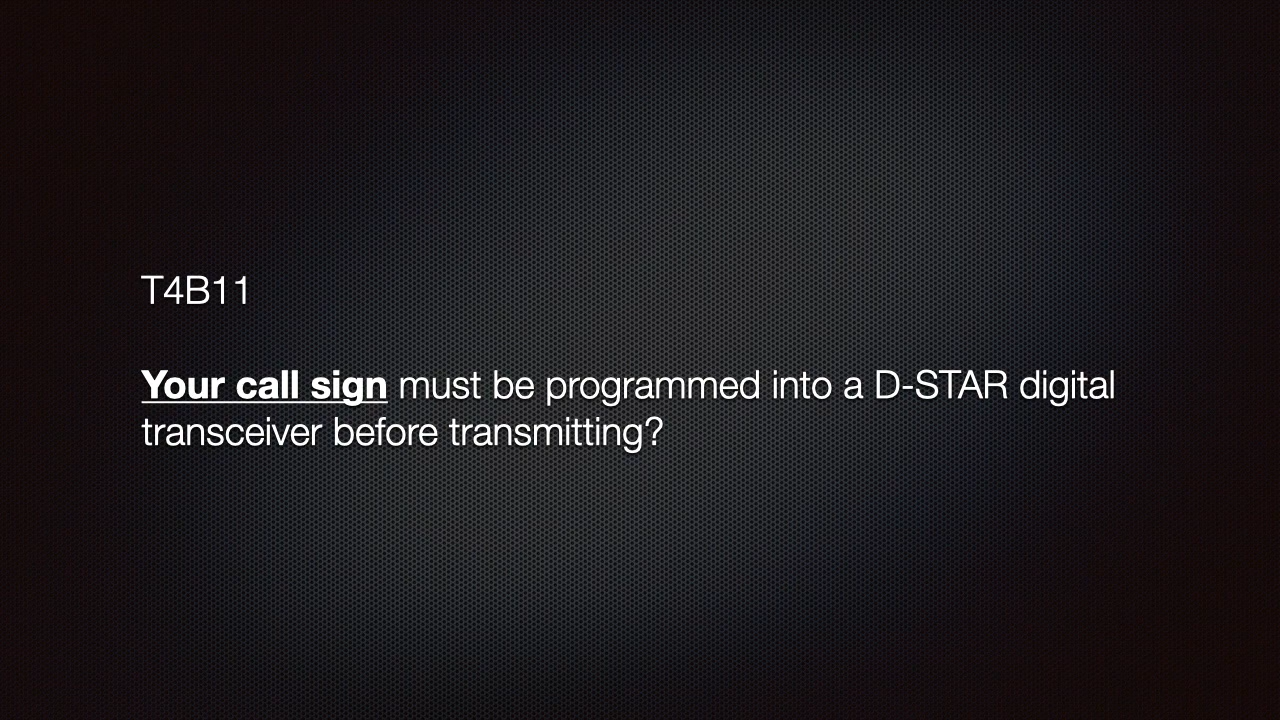 T4B11
Your call sign must be programmed into a D-STAR digital
transceiver before transmitting?